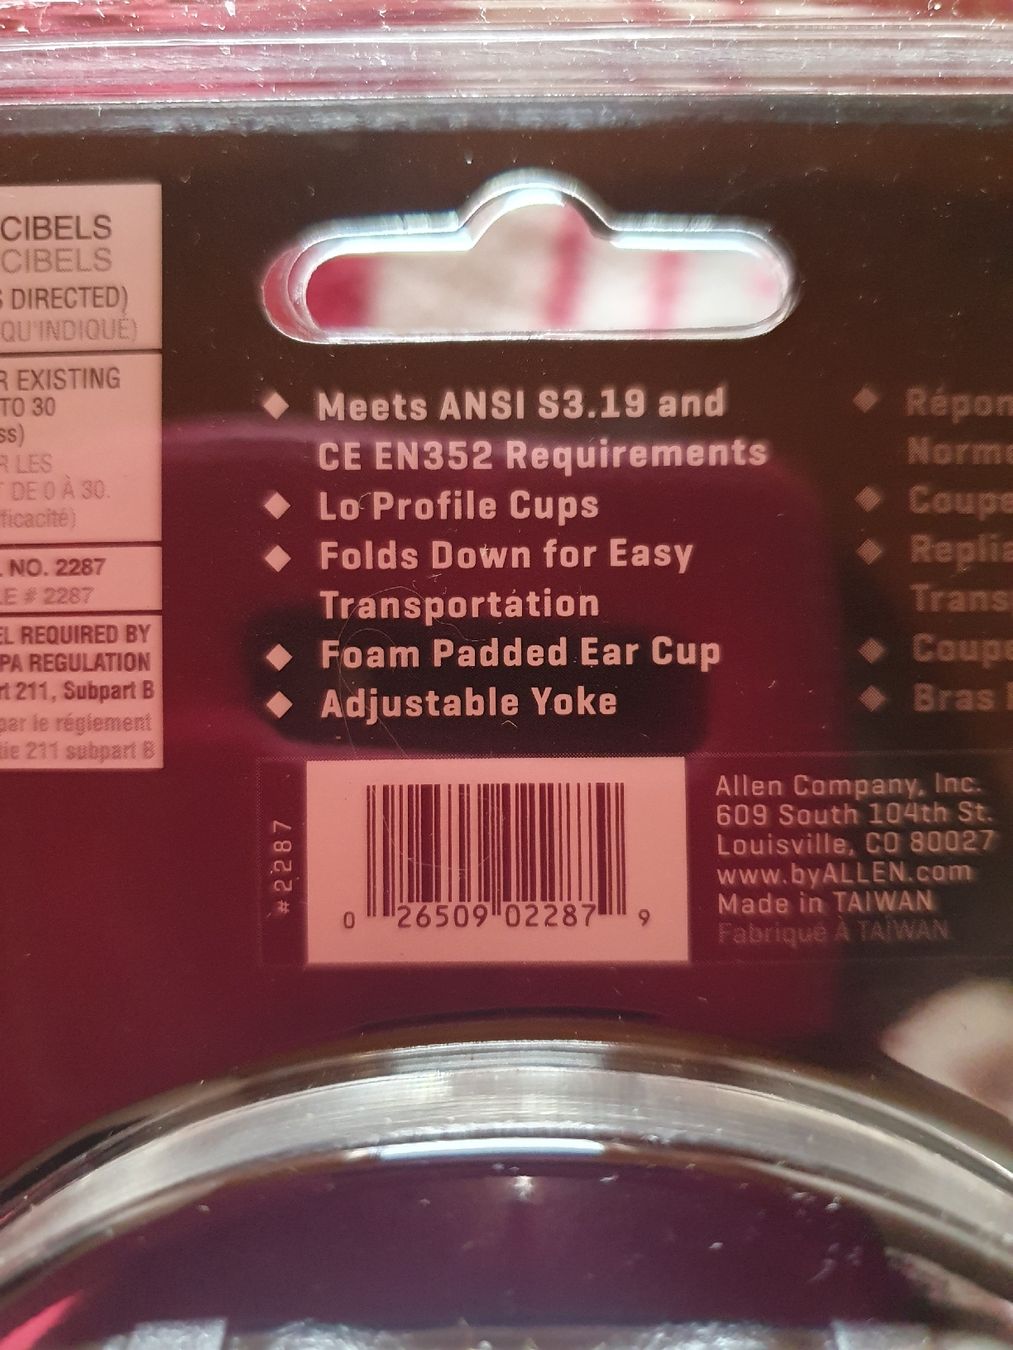 CIBELS
CIBELS
S DIRECTED)
QU'INDIQUÉ)
R EXISTING
TO 30
ss)
R LES
T DE 0 À 30.
fficacité)
. NO. 2287
LE # 2287
EL REQUIRED BY
PA REGULATION
rt 211, Subpart B
par le règlement
tie 211 subpart B
◆ Meets ANSI S3.19 and
CE EN352 Requirements
◆ Lo Profile Cups
◆ Folds Down for Easy
Transportation
◆ Foam Padded Ear Cup
◆ Adjustable Yoke
◆ Répon
Norme
◆ Coupe
◆ Replia
Trans
◆ Coupe
◆ Bras
#2287
0 26509 02287 9
Allen Company, Inc.
609 South 104th St.
Louisville, CO 80027
www.byALLEN.com
Made in TAIWAN
Fabriqué À TAÏWAN